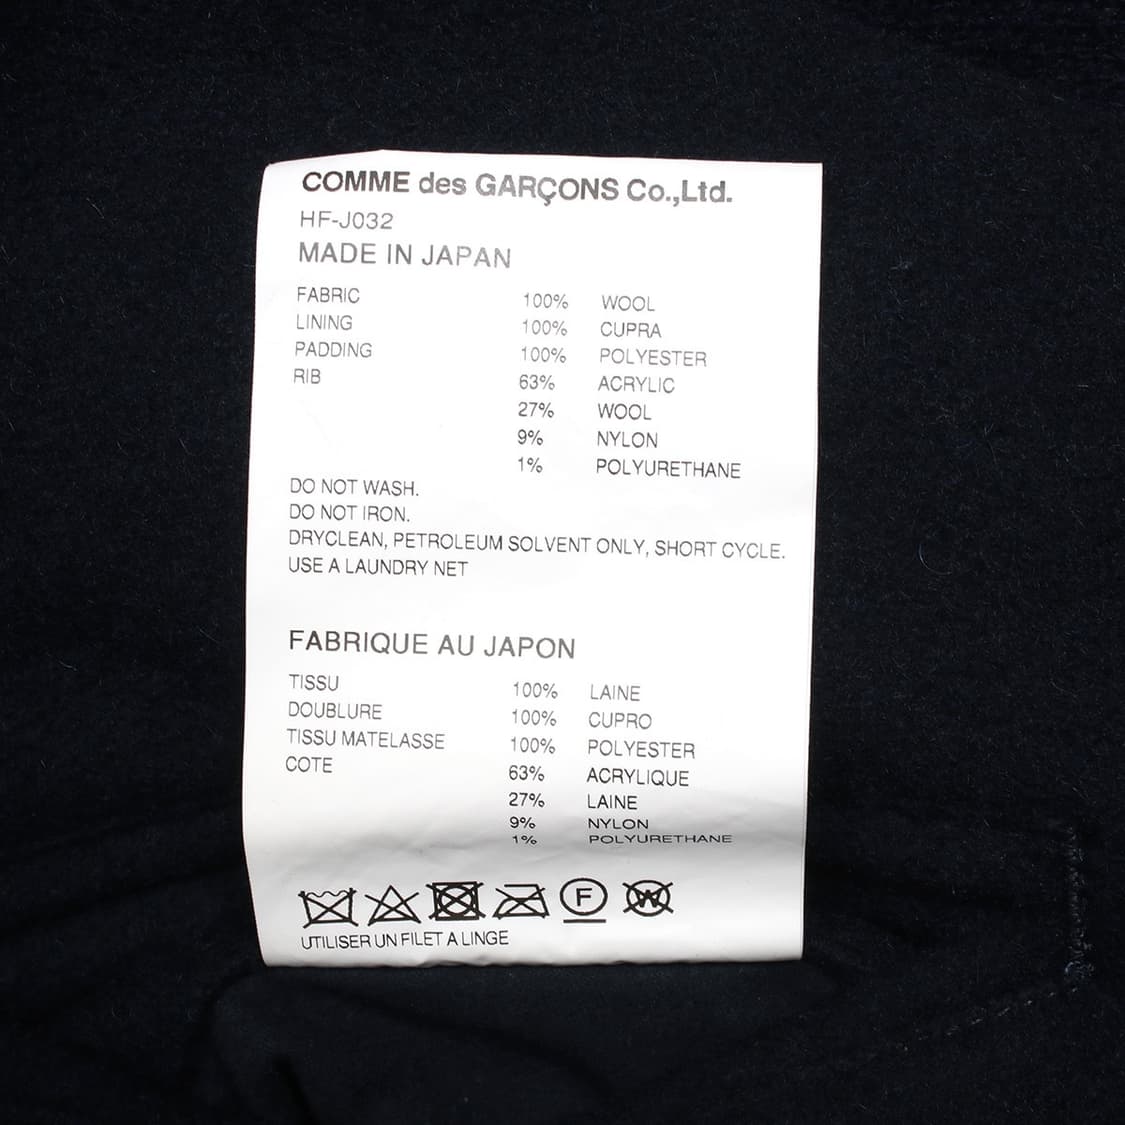 COMME des GARÇONS Co.,Ltd.
HF-J032
MADE IN JAPAN
FABRIC 100% WOOL
LINING 100% CUPRA
PADDING 100% POLYESTER
RIB 63% ACRYLIC
27% WOOL
9% NYLON
1% POLYURETHANE
DO NOT WASH.
DO NOT IRON.
DRYCLEAN, PETROLEUM SOLVENT ONLY, SHORT CYCLE.
USE A LAUNDRY NET
FABRIQUE AU JAPON
TISSU 100% LAINE
DOUBLURE 100% CUPRO
TISSU MATELASSE 100% POLYESTER
COTE 63% ACRYLIQUE
27% LAINE
9% NYLON
1% POLYURETHANE
F W
UTILISER UN FILET A LINGE